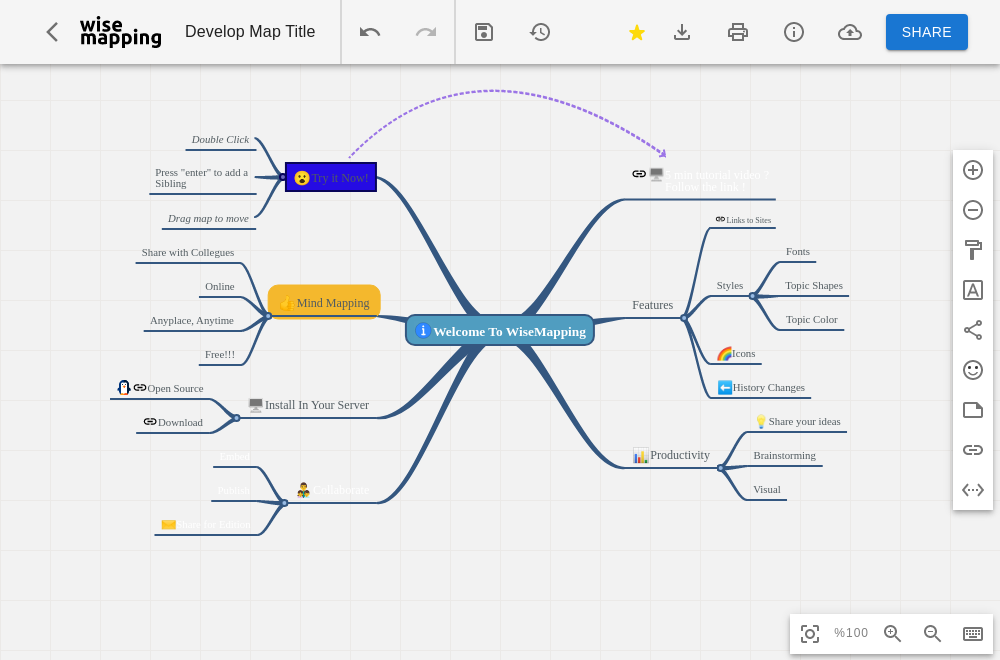 wise
mapping
Develop Map Title
SHARE
Double Click
Press "enter" to add a
Sibling
Drag map to move
Try it Now!
5 min tutorial video ?
Follow the link !
Links to Sites
Share with Collegues
Online
Anyplace, Anytime
Free!!!
Mind Mapping
Welcome To WiseMapping
Features
Styles
Fonts
Topic Shapes
Topic Color
Icons
History Changes
Open Source
Download
Install In Your Server
Productivity
Share your ideas
Brainstorming
Visual
Embed
Publish
Share for Edition
Collaborate
%100